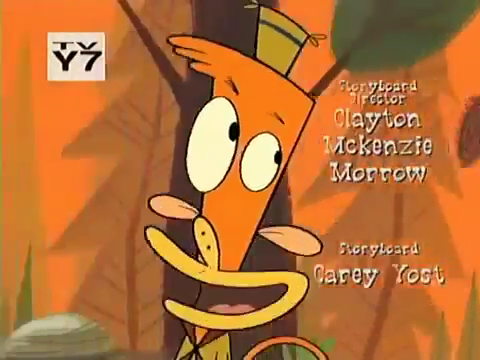 TV
Y7
Storyboard
Director
Clayton
Mckenzie
Morrow
Storyboard
Carey Yost